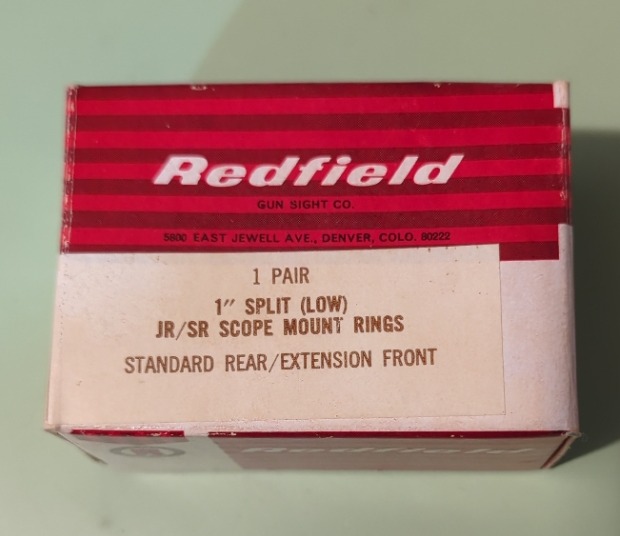 Redfield
GUN SIGHT CO.
5800 EAST JEWELL AVE., DENVER, COLO. 80222
1 PAIR
1" SPLIT (LOW)
JR/SR SCOPE MOUNT RINGS
STANDARD REAR/EXTENSION FRONT
Redfield